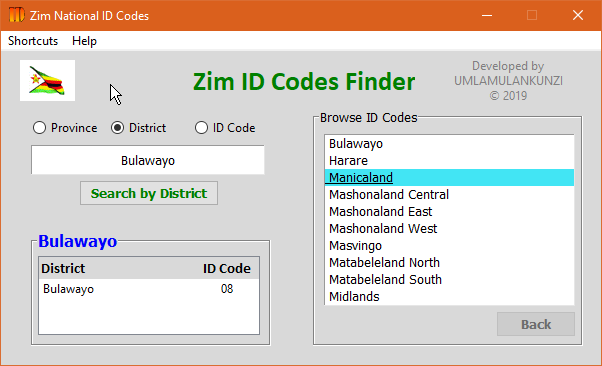 Zim National ID Codes
Shortcuts Help
Zim ID Codes Finder
Developed by
UMLAMULANKUNZI
© 2019
Province District ID Code
Bulawayo
Search by District
Bulawayo
District ID Code
Bulawayo 08
Browse ID Codes
Bulawayo
Harare
Manicaland
Mashonaland Central
Mashonaland East
Mashonaland West
Masvingo
Matabeleland North
Matabeleland South
Midlands
Back